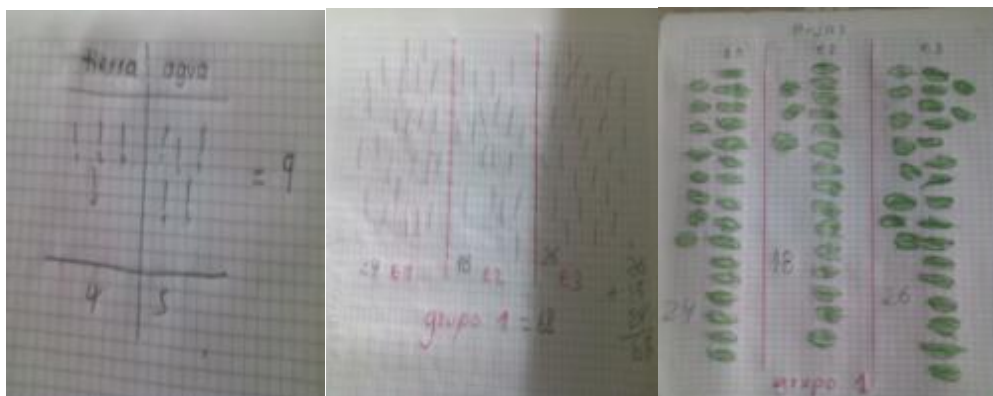 tierra agua
= 9
4 5
24 E1 18 E2 26 E3
grupo 1 =
Hojas
E1 E2 E3
24 18 26
grupo 1